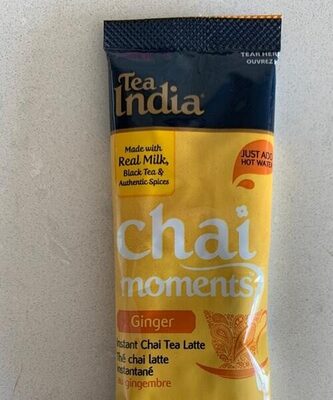 TEAR HERE
OUVREZ
Tea
India
Made with
Real Milk,
Black Tea &
Authentic Spices
JUST ADD
HOT WATER
chai
moments
Ginger
Instant Chai Tea Latte
Thé chai latte
instantané
au gingembre